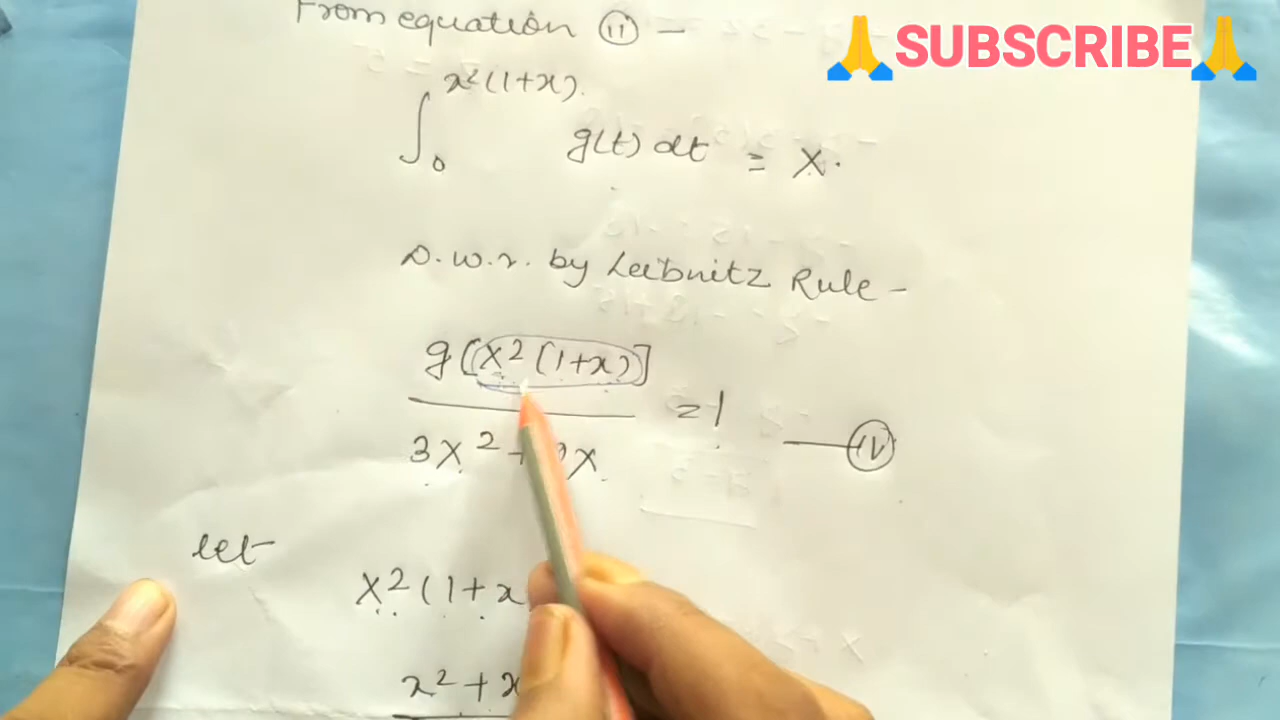 From equation (ii) —
🙏SUBSCRIBE🙏
∫₀^{x²(1+x)} g(t) dt = x.
D.w.r. by Leibnitz Rule -
g[x²(1+x)]
= 1 — (iv)
3x² + x
let
x²(1+x
x² + x